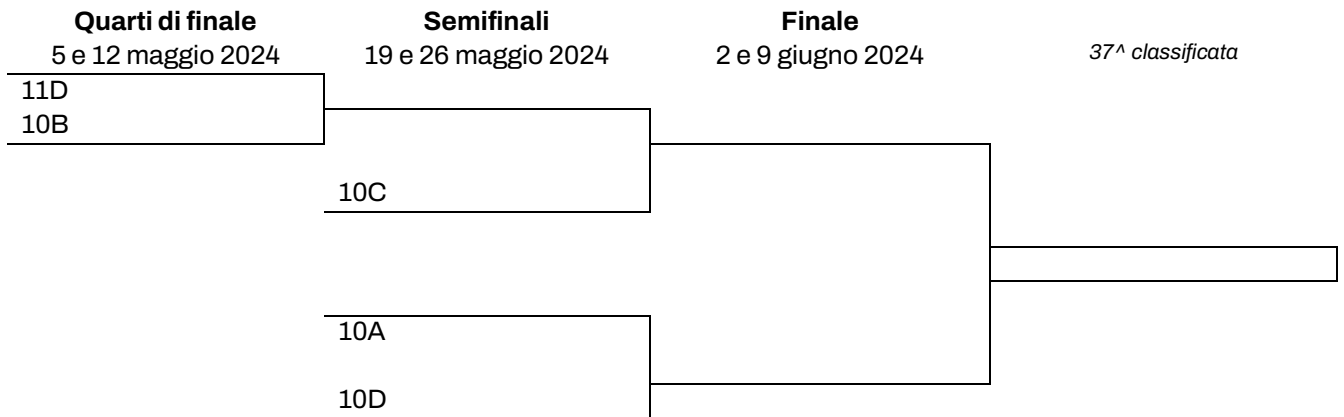 Quarti di finale Semifinali Finale
5 e 12 maggio 2024 19 e 26 maggio 2024 2 e 9 giugno 2024 37^ classificata
11D
10B
10C
10A
10D